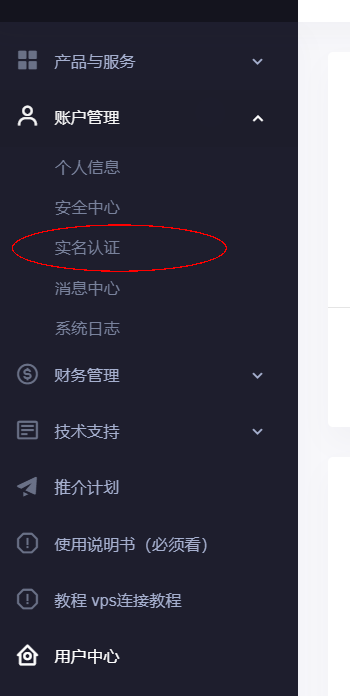 产品与服务
账户管理
个人信息
安全中心
实名认证
消息中心
系统日志
财务管理
技术支持
推介计划
使用说明书（必须看）
教程 vps连接教程
用户中心